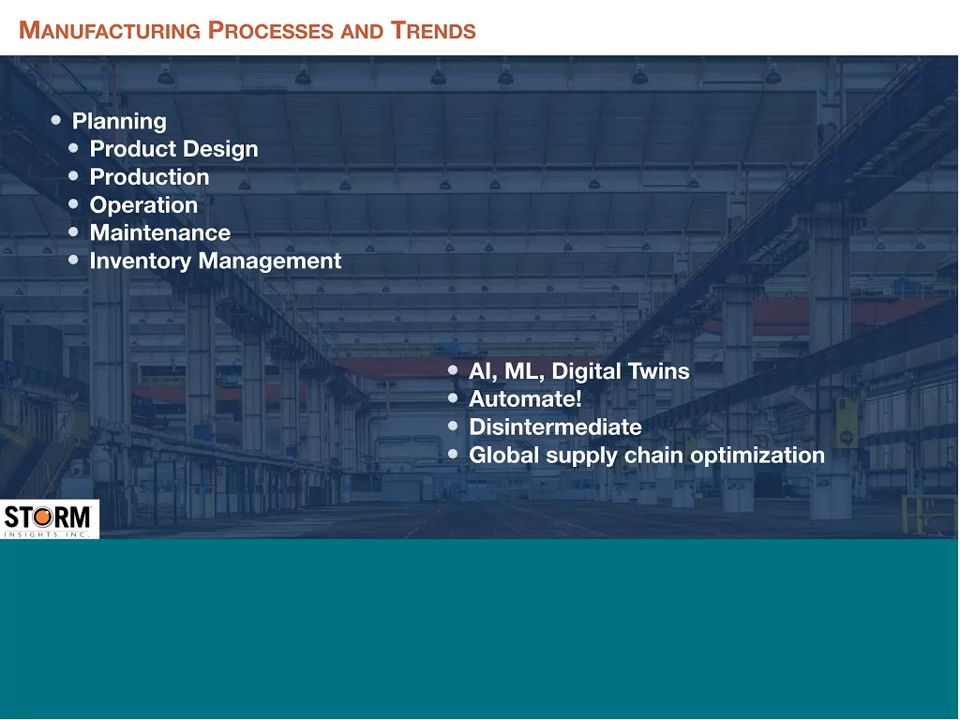 MANUFACTURING PROCESSES AND TRENDS
Planning
Product Design
Production
Operation
Maintenance
Inventory Management
AI, ML, Digital Twins
Automate!
Disintermediate
Global supply chain optimization
STORM
INSIGHTS INC.